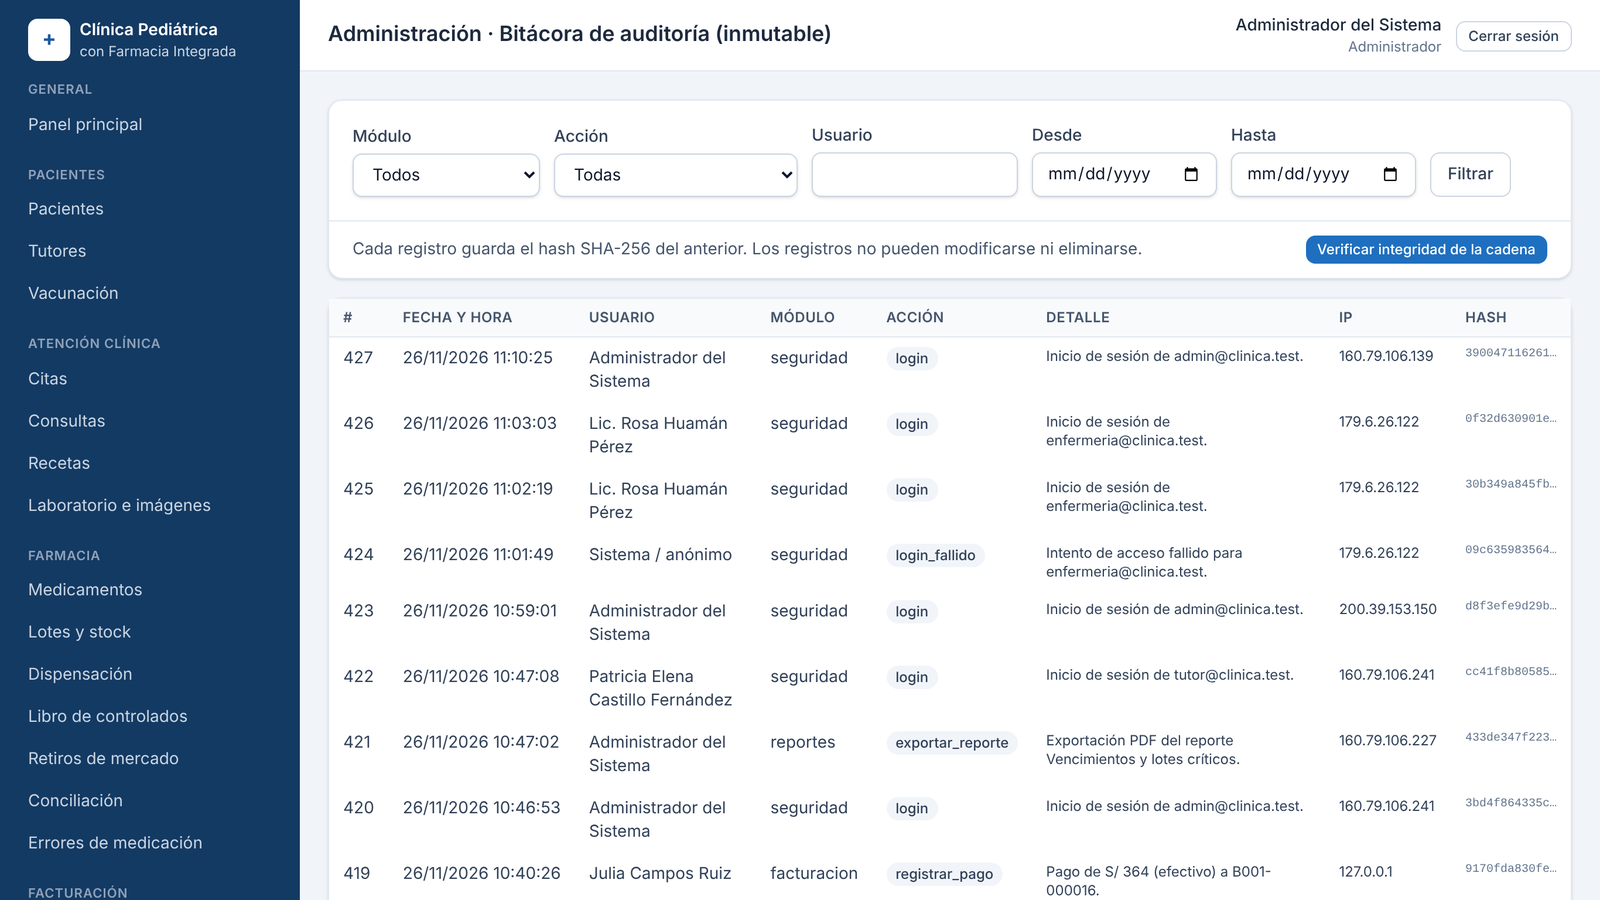 Clínica Pediátrica
con Farmacia Integrada
GENERAL
Panel principal
PACIENTES
Pacientes
Tutores
Vacunación
ATENCIÓN CLÍNICA
Citas
Consultas
Recetas
Laboratorio e imágenes
FARMACIA
Medicamentos
Lotes y stock
Dispensación
Libro de controlados
Retiros de mercado
Conciliación
Errores de medicación
FACTURACIÓN
Administración · Bitácora de auditoría (inmutable)
Administrador del Sistema
Administrador
Cerrar sesión
Módulo Acción Usuario Desde Hasta
Todos Todas mm/dd/yyyy mm/dd/yyyy Filtrar
Cada registro guarda el hash SHA-256 del anterior. Los registros no pueden modificarse ni eliminarse. Verificar integridad de la cadena
# FECHA Y HORA USUARIO MÓDULO ACCIÓN DETALLE IP HASH
427 26/11/2026 11:10:25 Administrador del seguridad login Inicio de sesión de admin@clinica.test. 160.79.106.139 390047116261…
Sistema
426 26/11/2026 11:03:03 Lic. Rosa Huamán seguridad login Inicio de sesión de 179.6.26.122 0f32d630901e…
Pérez enfermeria@clinica.test.
425 26/11/2026 11:02:19 Lic. Rosa Huamán seguridad login Inicio de sesión de 179.6.26.122 30b349a845fb…
Pérez enfermeria@clinica.test.
424 26/11/2026 11:01:49 Sistema / anónimo seguridad login_fallido Intento de acceso fallido para 179.6.26.122 09c635983564…
enfermeria@clinica.test.
423 26/11/2026 10:59:01 Administrador del seguridad login Inicio de sesión de admin@clinica.test. 200.39.153.150 d8f3efe9d29b…
Sistema
422 26/11/2026 10:47:08 Patricia Elena seguridad login Inicio de sesión de tutor@clinica.test. 160.79.106.241 cc41f8b80585…
Castillo Fernández
421 26/11/2026 10:47:02 Administrador del reportes exportar_reporte Exportación PDF del reporte 160.79.106.227 433de347f223…
Sistema Vencimientos y lotes críticos.
420 26/11/2026 10:46:53 Administrador del seguridad login Inicio de sesión de admin@clinica.test. 160.79.106.241 3bd4f864335c…
Sistema
419 26/11/2026 10:40:26 Julia Campos Ruiz facturacion registrar_pago Pago de S/ 364 (efectivo) a B001- 127.0.0.1 9170fda830fe…
000016.